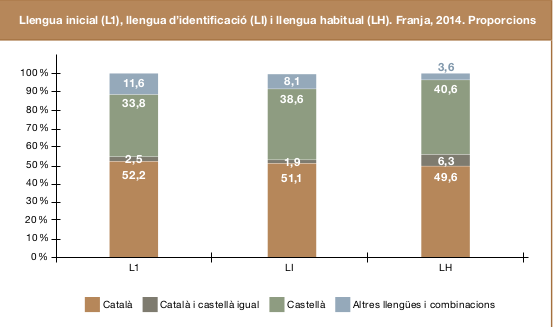 Llengua inicial (L1), llengua d'identificació (LI) i llengua habitual (LH). Franja, 2014. Proporcions
100 %
90 %
80 %
70 %
60 %
50 %
40 %
30 %
20 %
10 %
0 %
11,6
33,8
2,5
52,2
8,1
38,6
1,9
51,1
3,6
40,6
6,3
49,6
L1
LI
LH
Català
Català i castellà igual
Castellà
Altres llengües i combinacions